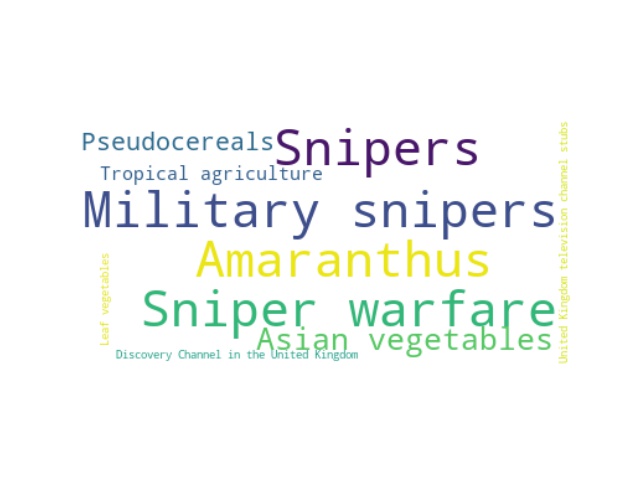 Pseudocereals
Snipers
Tropical agriculture
Military snipers
Amaranthus
Sniper warfare
Asian vegetables
Discovery Channel in the United Kingdom
Leaf vegetables
United Kingdom television channel stubs